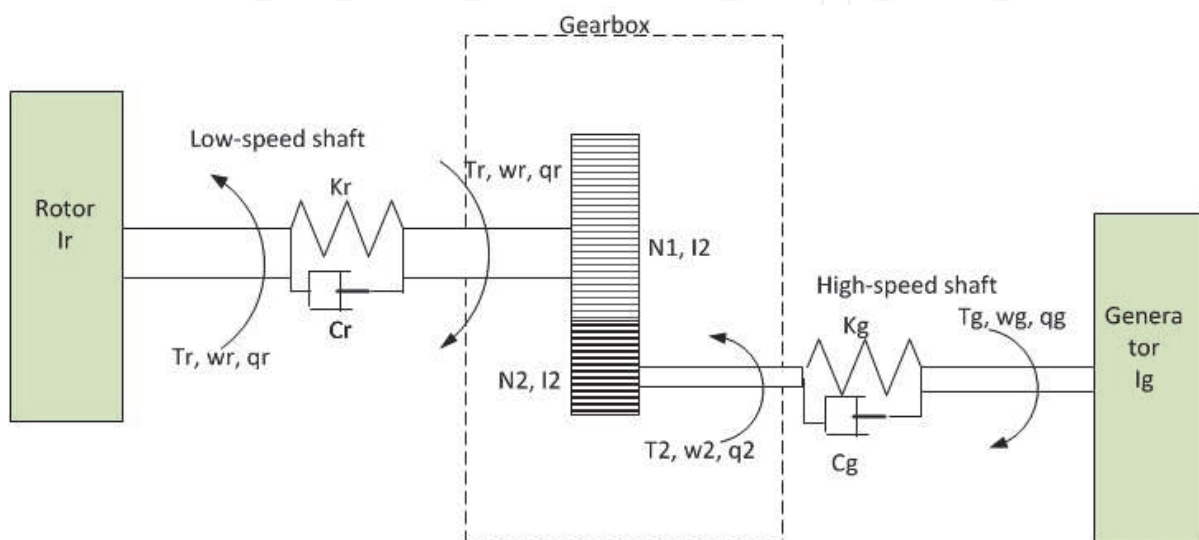 Gearbox
Low-speed shaft
Tr, wr, qr
Kr
Rotor
Ir
N1, I2
High-speed shaft
Cr
Kg
Tg, wg, qg
Genera
tor
Ig
Tr, wr, qr
N2, I2
T2, w2, q2
Cg